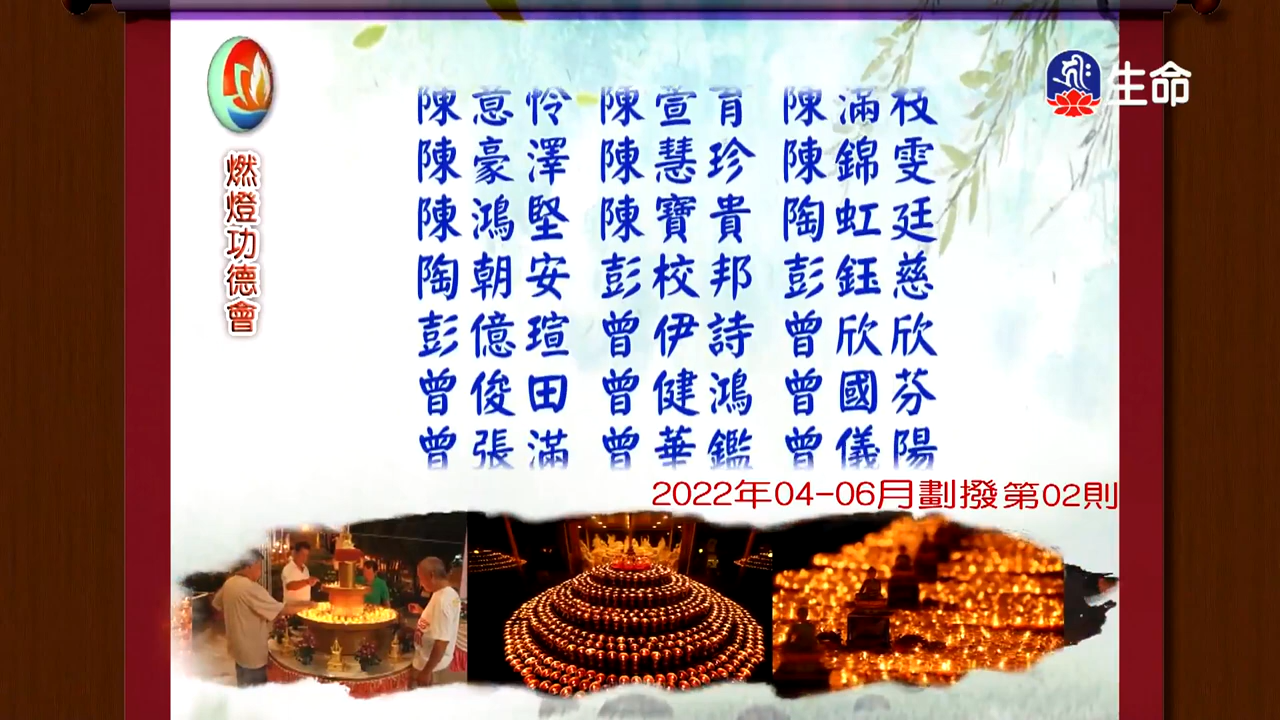 生命
燃燈功德會
陳意怜 陳萱育 陳滿枝
陳豪澤 陳慧珍 陳錦雯
陳鴻堅 陳寶貴 陶虹廷
陶朝安 彭校邦 彭鈺慈
彭億瑄 曾伊詩 曾欣欣
曾俊田 曾健鴻 曾國芬
曾張滿 曾華鑑 曾儀陽
2022年04-06月劃撥第02則